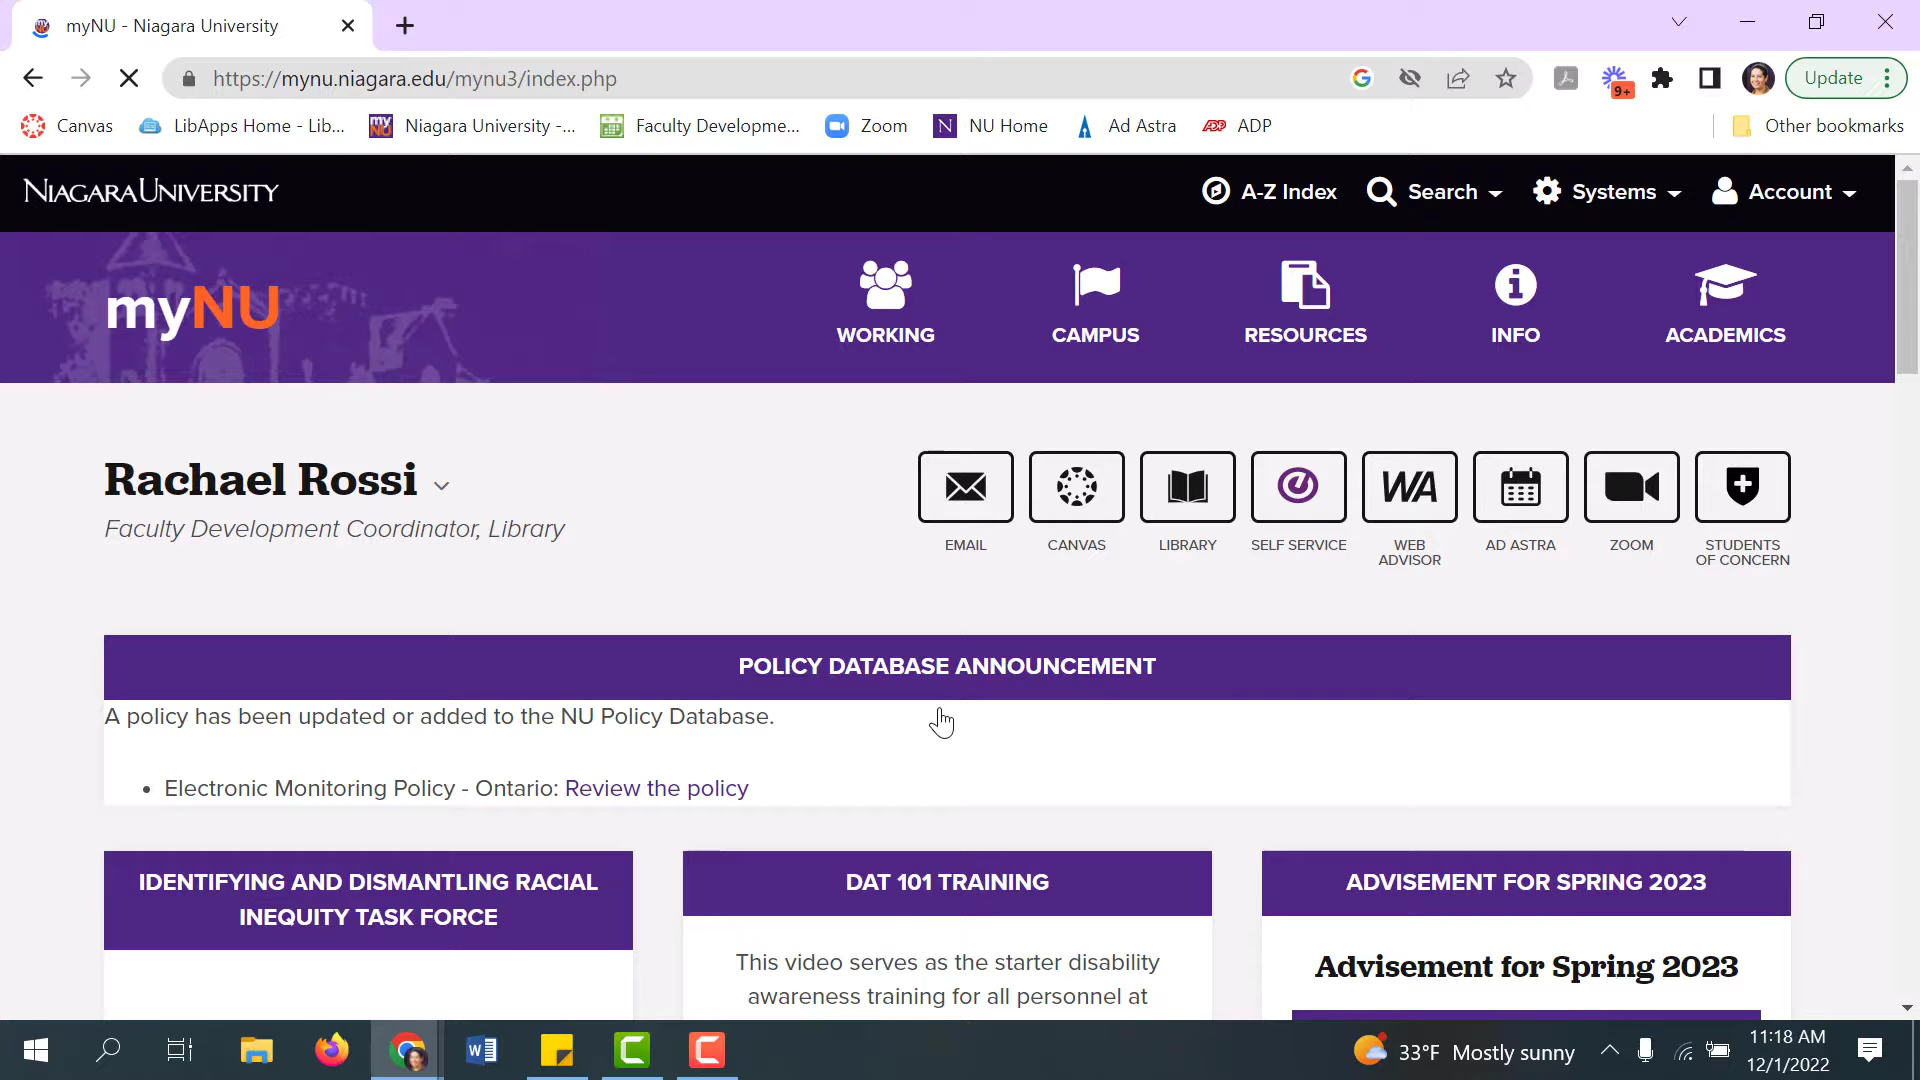 myNU - Niagara University
https://mynu.niagara.edu/mynu3/index.php
9+
Update
Canvas
LibApps Home - Lib...
my NU
Niagara University -...
Faculty Developme...
Zoom
N
NU Home
Ad Astra
ADP
ADP
Other bookmarks
NIAGARA UNIVERSITY
A-Z Index
Search
Systems
Account
myNU
WORKING
CAMPUS
RESOURCES
INFO
ACADEMICS
Rachael Rossi
Faculty Development Coordinator, Library
WA
EMAIL
CANVAS
LIBRARY
SELF SERVICE
WEB
ADVISOR
AD ASTRA
ZOOM
STUDENTS
OF CONCERN
POLICY DATABASE ANNOUNCEMENT
A policy has been updated or added to the NU Policy Database.
• Electronic Monitoring Policy - Ontario: Review the policy
IDENTIFYING AND DISMANTLING RACIAL
INEQUITY TASK FORCE
DAT 101 TRAINING
This video serves as the starter disability
awareness training for all personnel at
ADVISEMENT FOR SPRING 2023
Advisement for Spring 2023
33°F Mostly sunny
11:18 AM
12/1/2022